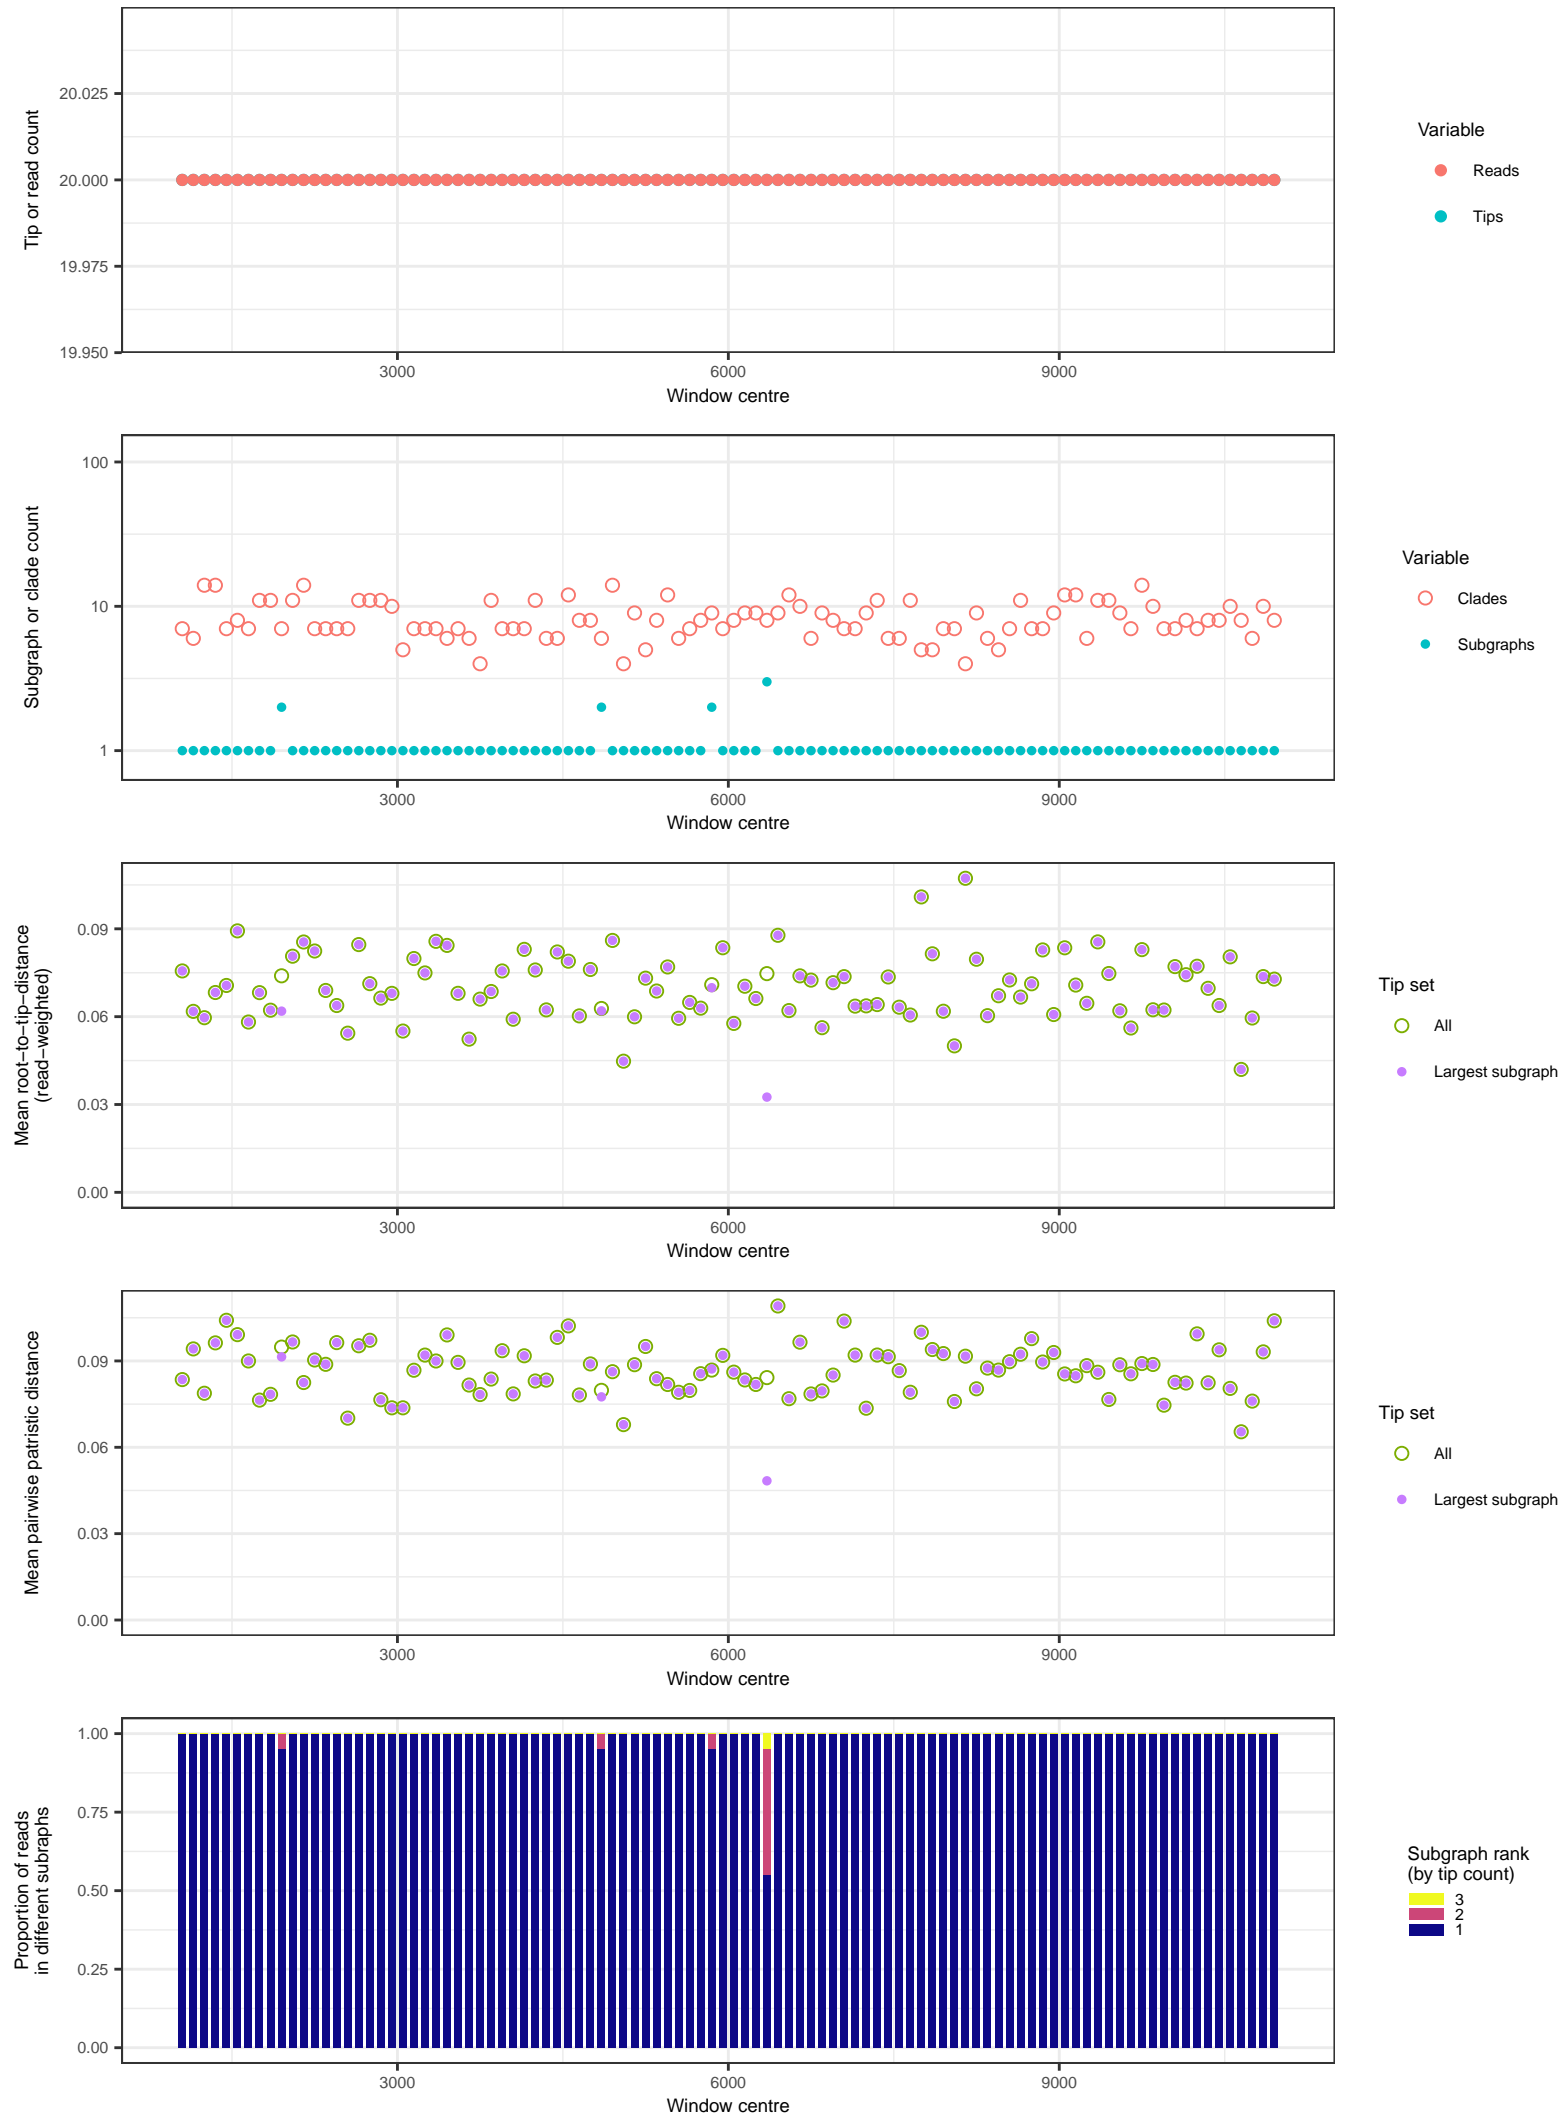 20.025
20.000
19.975
19.950
Tip or read count
3000 6000 9000
Window centre
Variable
Reads
Tips
100
10
1
Subgraph or clade count
3000 6000 9000
Window centre
Variable
Clades
Subgraphs
0.09
0.06
0.03
0.00
Mean root−to−tip−distance
(read−weighted)
3000 6000 9000
Window centre
Tip set
All
Largest subgraph
0.09
0.06
0.03
0.00
Mean pairwise patristic distance
3000 6000 9000
Window centre
Tip set
All
Largest subgraph
1.00
0.75
0.50
0.25
0.00
Proportion of reads
in different subraphs
3000 6000 9000
Window centre
Subgraph rank
(by tip count)
3
2
1